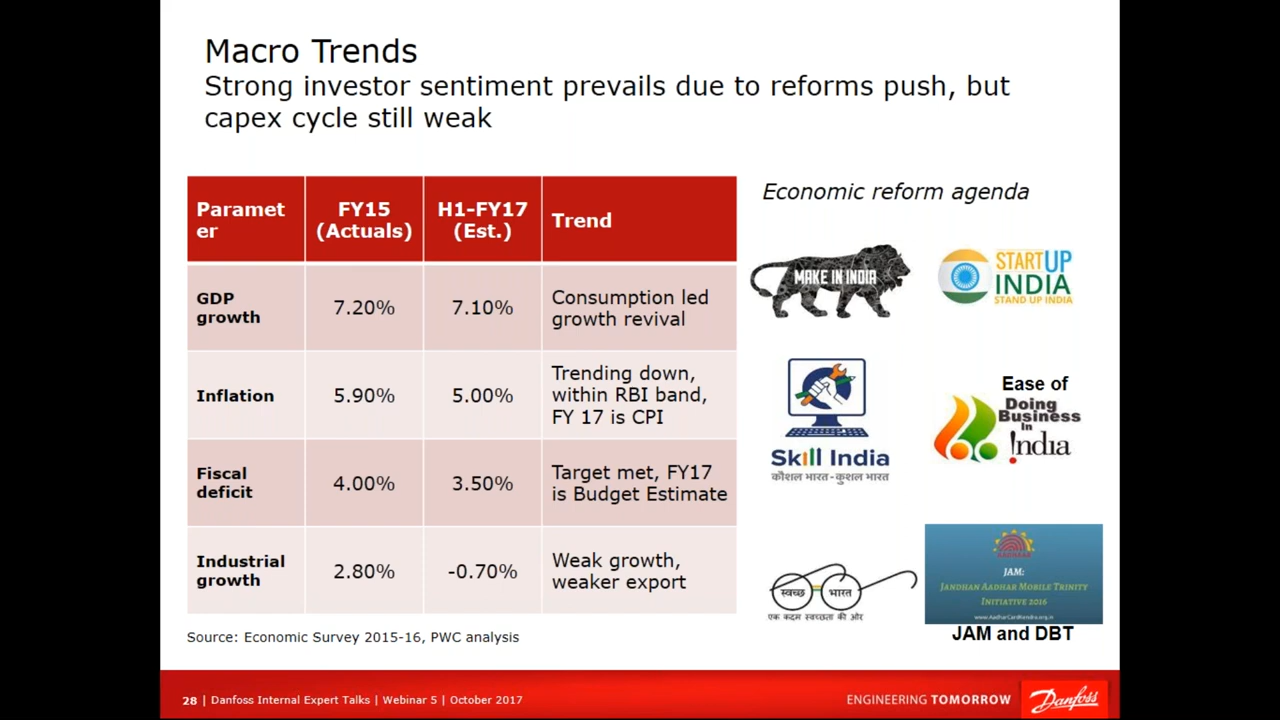 Macro Trends
Strong investor sentiment prevails due to reforms push, but
capex cycle still weak
Paramet
er
FY15
(Actuals)
H1-FY17
(Est.)
Trend
GDP
growth
7.20%
7.10%
Consumption led
growth revival
Inflation
5.90%
5.00%
Trending down,
within RBI band,
FY 17 is CPI
Fiscal
deficit
4.00%
3.50%
Target met, FY17
is Budget Estimate
Industrial
growth
2.80%
-0.70%
Weak growth,
weaker export
Source: Economic Survey 2015-16, PWC analysis
Economic reform agenda
MAKE IN INDIA
STARTUP
INDIA
STAND UP INDIA
Skill India
कौशल भारत-कुशल भारत
Ease of
Doing
Business
In
India
स्वच्छ भारत
एक कदम स्वच्छता की ओर
AADHAAR
JAM:
JANDHAN AADHAR MOBILE TRINITY
INITIATIVE 2016
JAM and DBT
28 | Danfoss Internal Expert Talks | Webinar 5 | October 2017
ENGINEERING TOMORROW
Danfoss